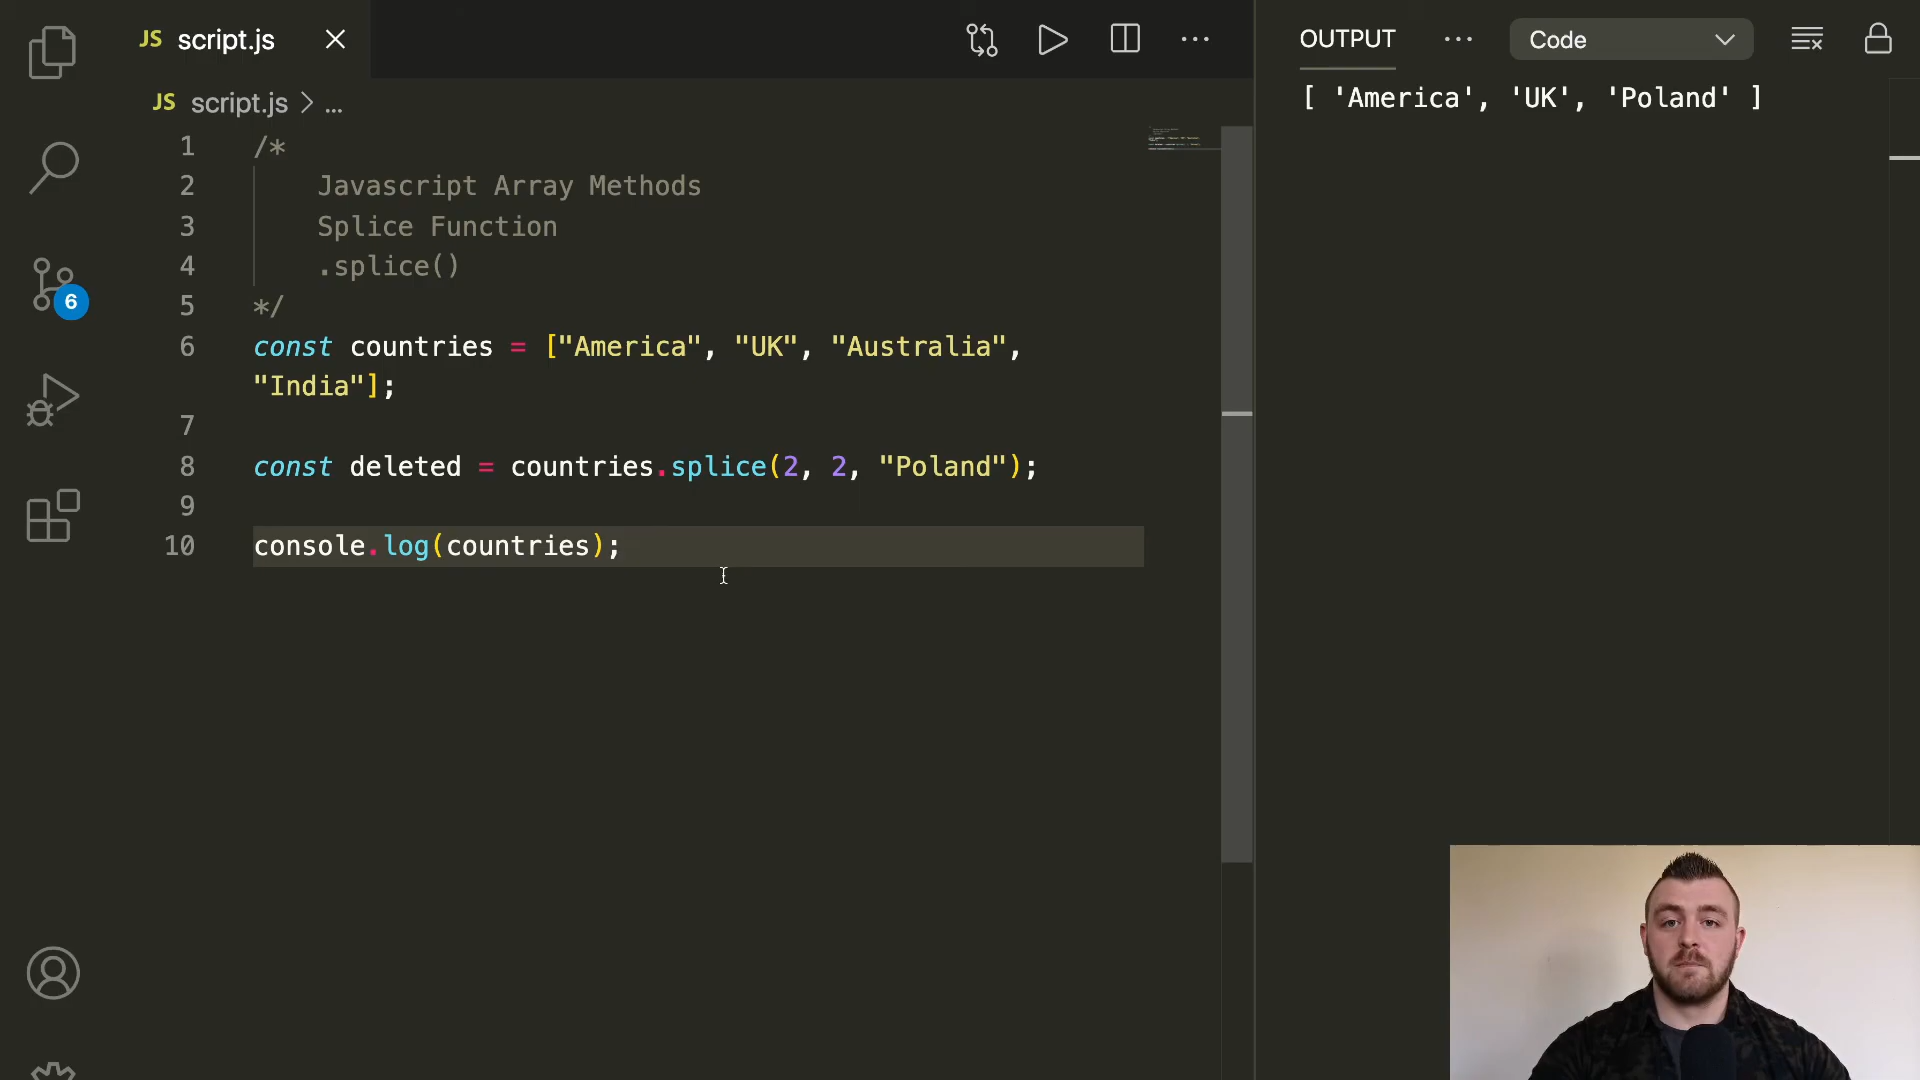 JS script.js
OUTPUT
Code
JS script.js > ...
[ 'America', 'UK', 'Poland' ]
1 /*
2 Javascript Array Methods
3 Splice Function
4 .splice()
5 */
6 const countries = ["America", "UK", "Australia",
"India"];
7
8 const deleted = countries.splice(2, 2, "Poland");
9
10 console.log(countries);
6